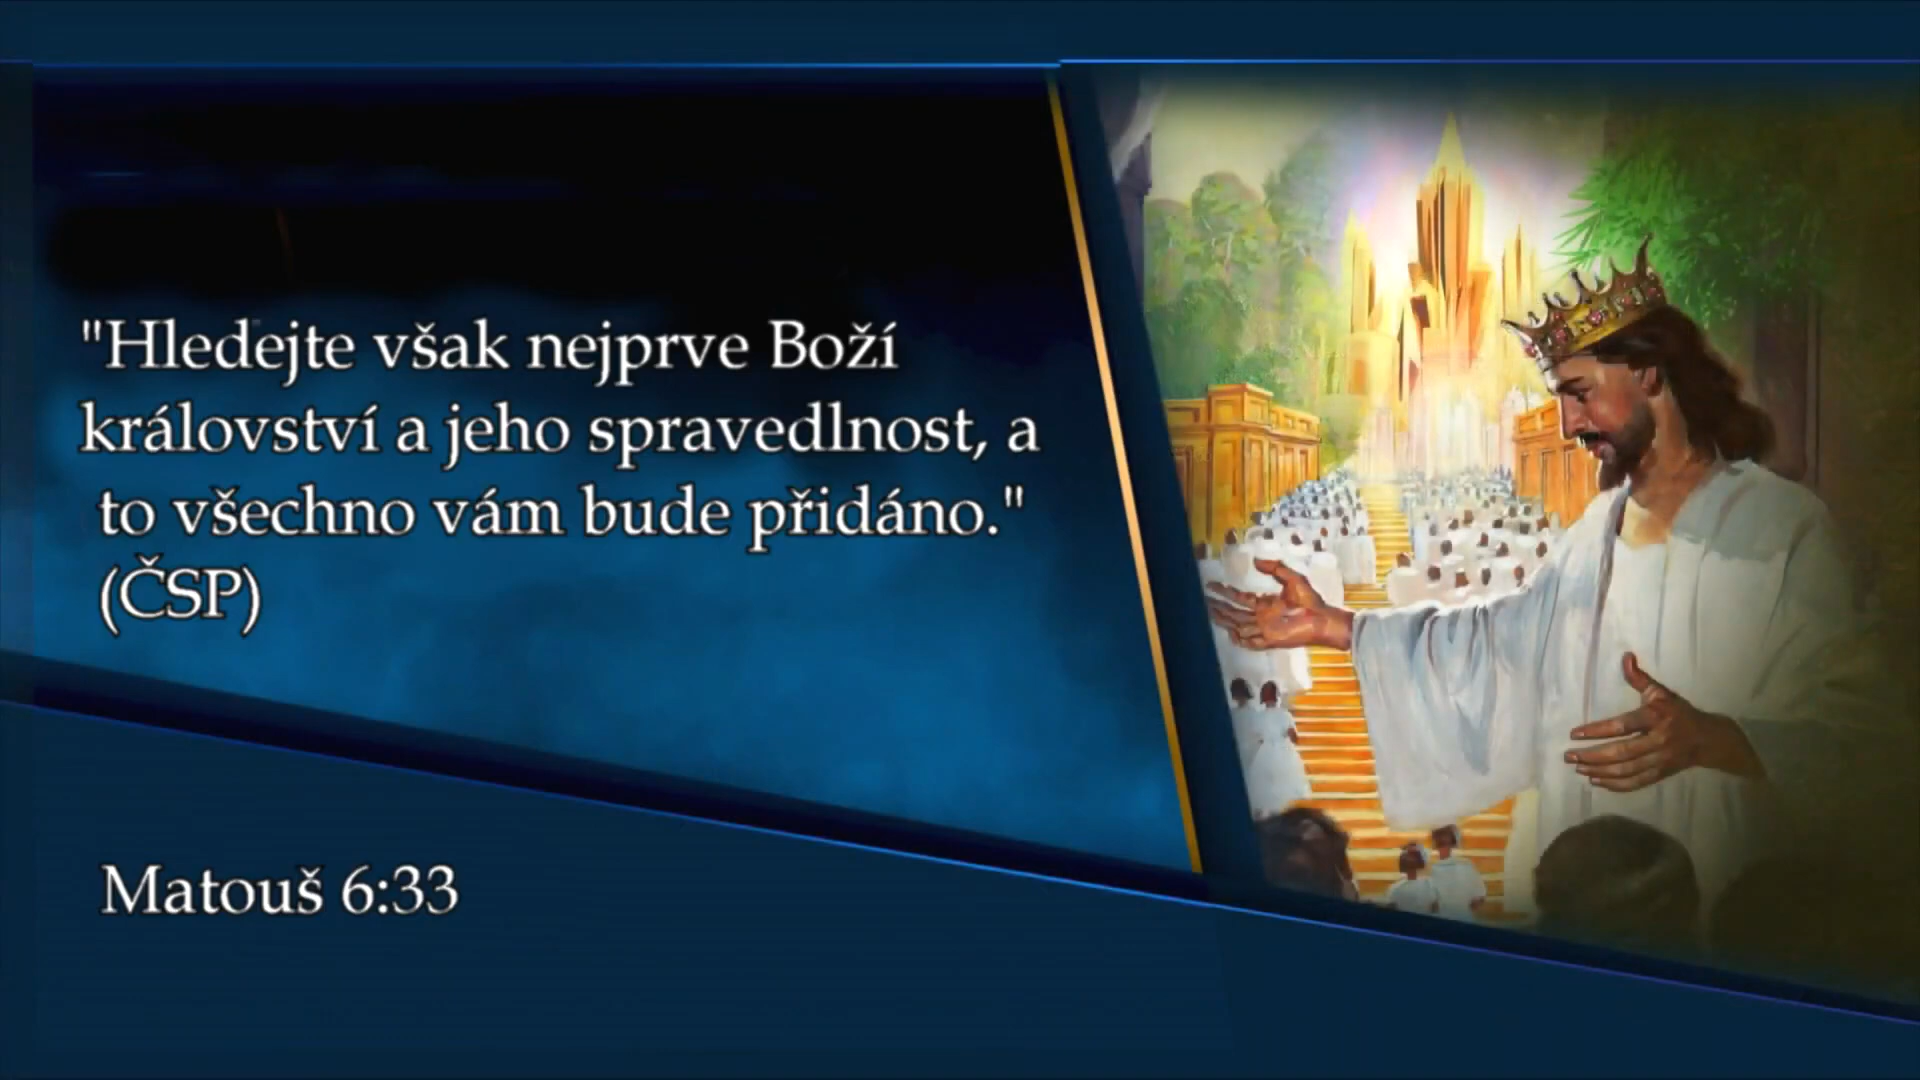 "Hledejte však nejprve Boží
království a jeho spravedlnost, a
to všechno vám bude přidáno."
(ČSP)
Matouš 6:33